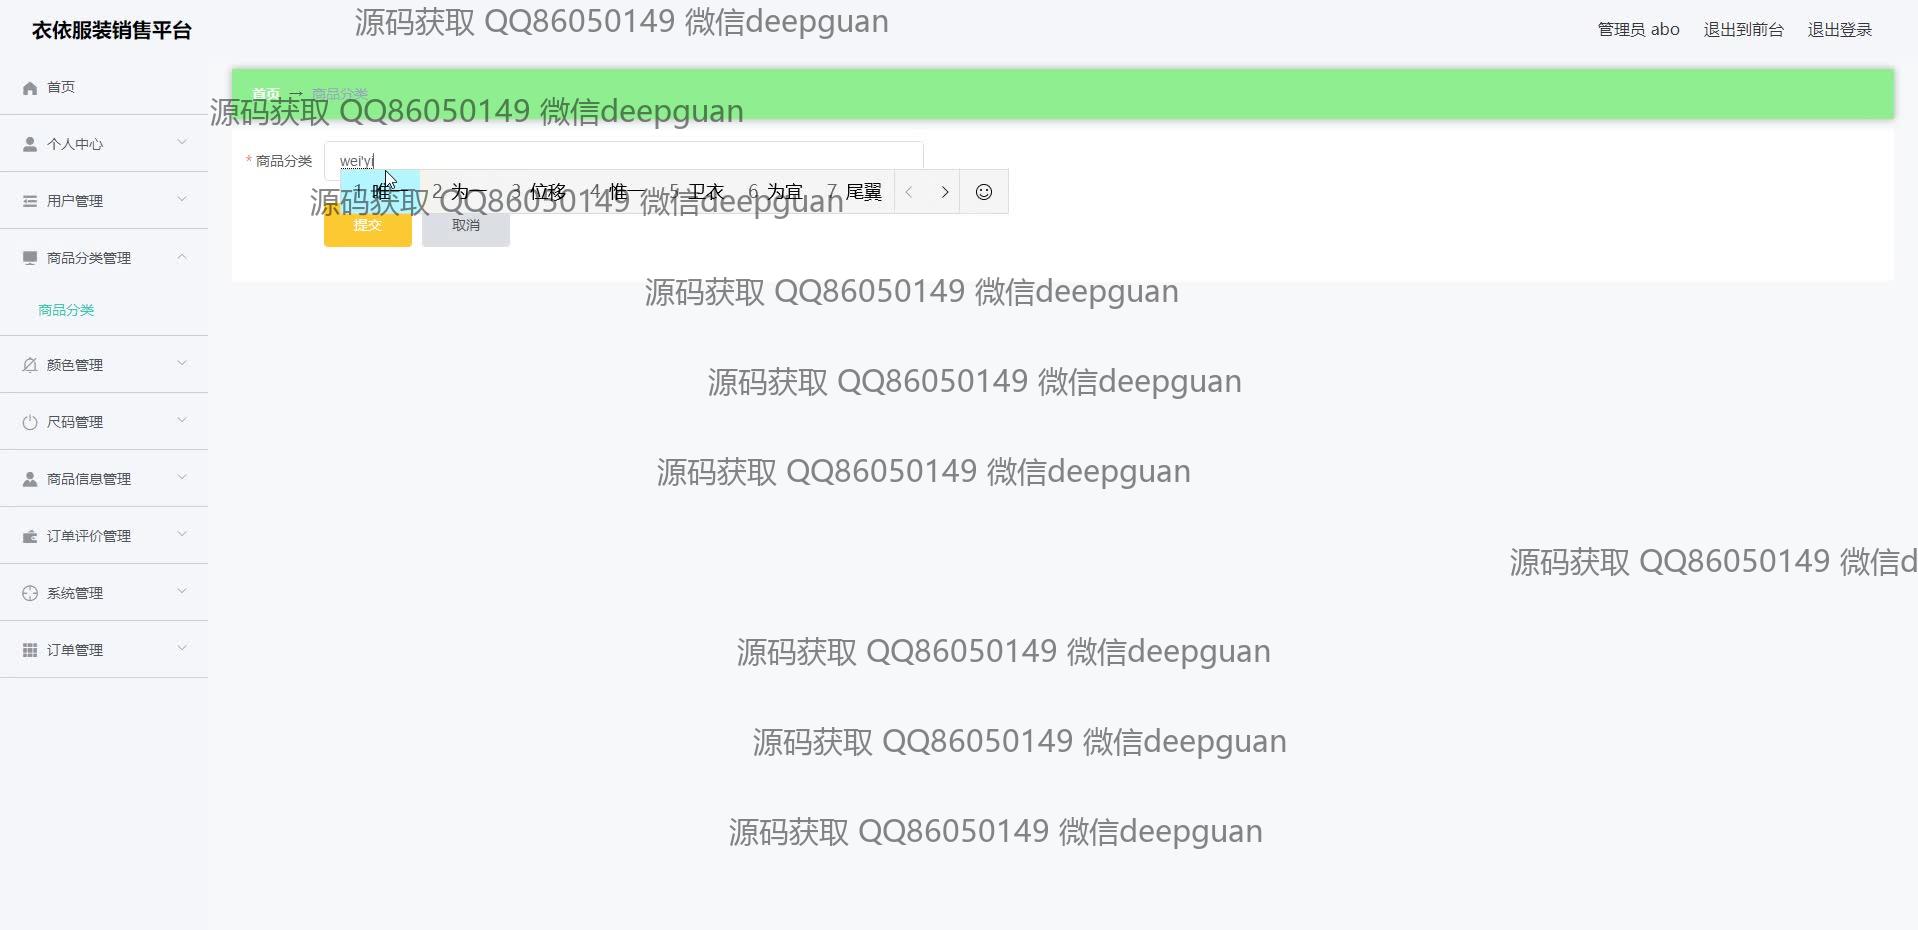 衣依服装销售平台
源码获取 QQ86050149 微信deepguan
管理员 abo 退出到前台 退出登录
首页
首页 → 商品分类
源码获取 QQ86050149 微信deepguan
个人中心
* 商品分类 wei'yi
1 唯一 2 为一 3 位移 4 惟一 5 卫衣 6 为宜 7 尾翼
源码获取 QQ86050149 微信deepguan
用户管理
提交 取消
商品分类管理
源码获取 QQ86050149 微信deepguan
商品分类
颜色管理
源码获取 QQ86050149 微信deepguan
尺码管理
源码获取 QQ86050149 微信deepguan
商品信息管理
订单评价管理
源码获取 QQ86050149 微信d
系统管理
订单管理
源码获取 QQ86050149 微信deepguan
源码获取 QQ86050149 微信deepguan
源码获取 QQ86050149 微信deepguan